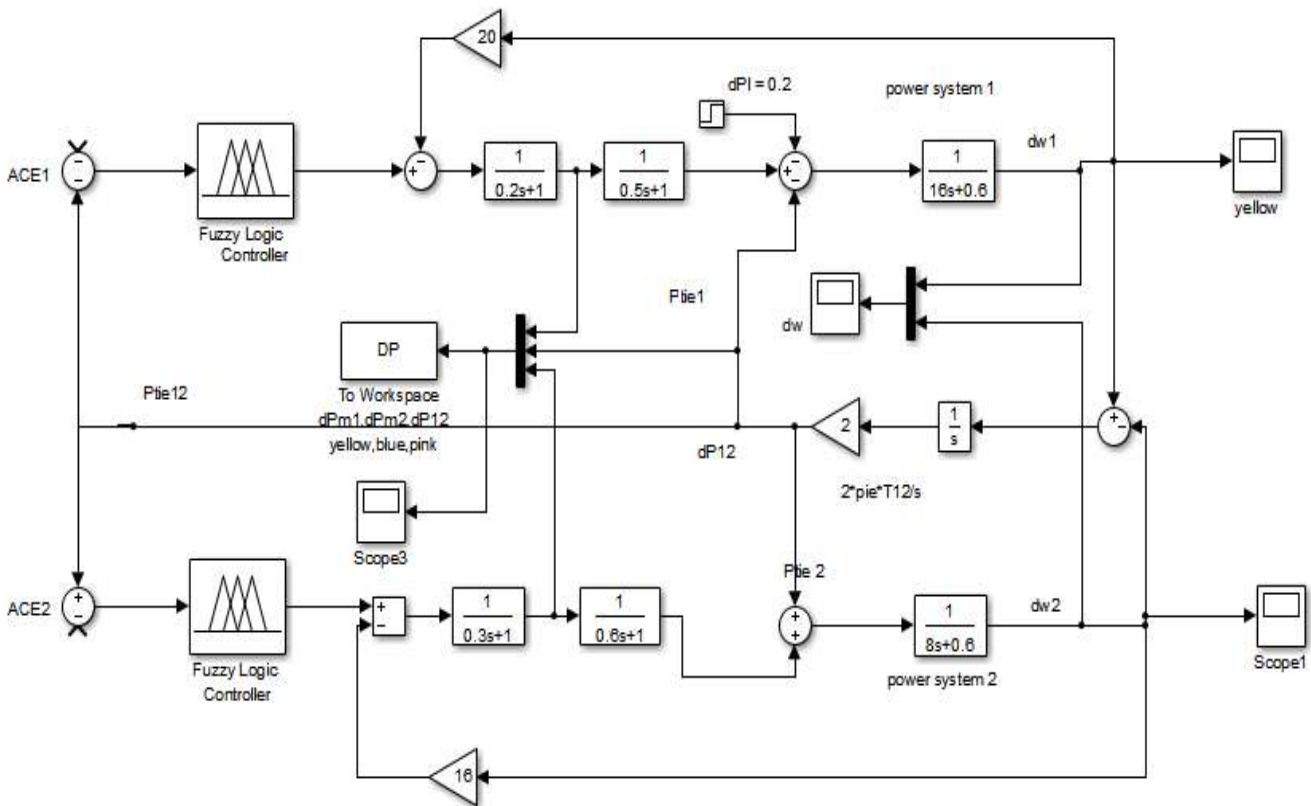 20
dPl = 0.2
power system 1
ACE1
Fuzzy Logic
Controller
1
0.2s+1
1
0.5s+1
1
16s+0.6
dw1
yellow
Ptie1
dw
DP
To Workspace
dPm1,dPm2,dP12
yellow,blue,pink
Ptie12
dP12
2
1
s
2*pie*T12/s
Scope3
Ptie 2
ACE2
Fuzzy Logic
Controller
1
0.3s+1
1
0.6s+1
1
8s+0.6
dw2
power system 2
Scope1
16